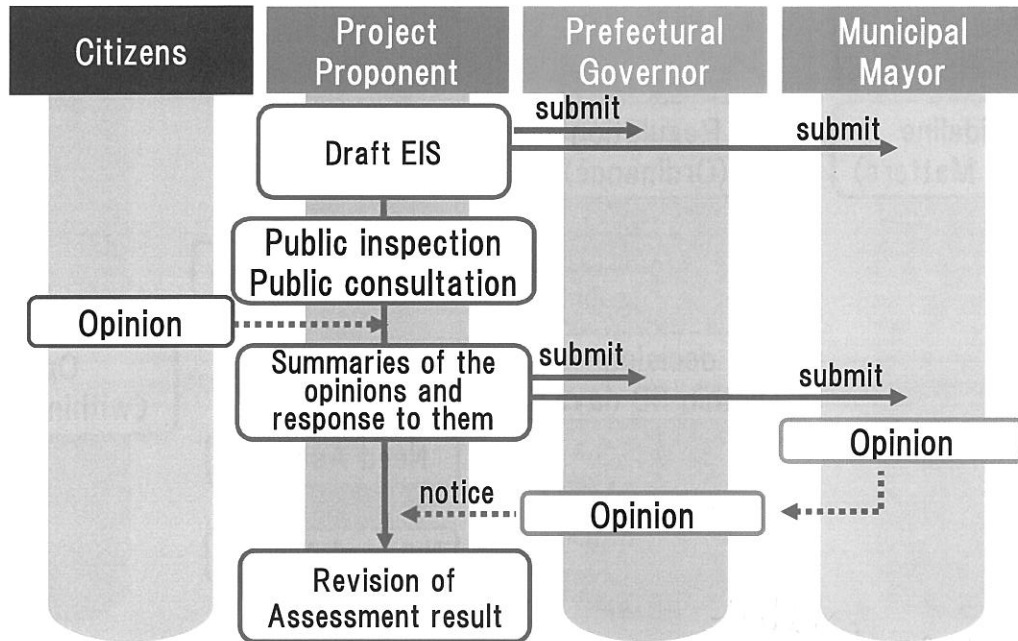 Citizens
Project
Proponent
Prefectural
Governor
Municipal
Mayor
Draft EIS
submit
submit
Public inspection
Public consultation
Opinion
Summaries of the
opinions and
response to them
submit
submit
Opinion
notice
Opinion
Revision of
Assessment result